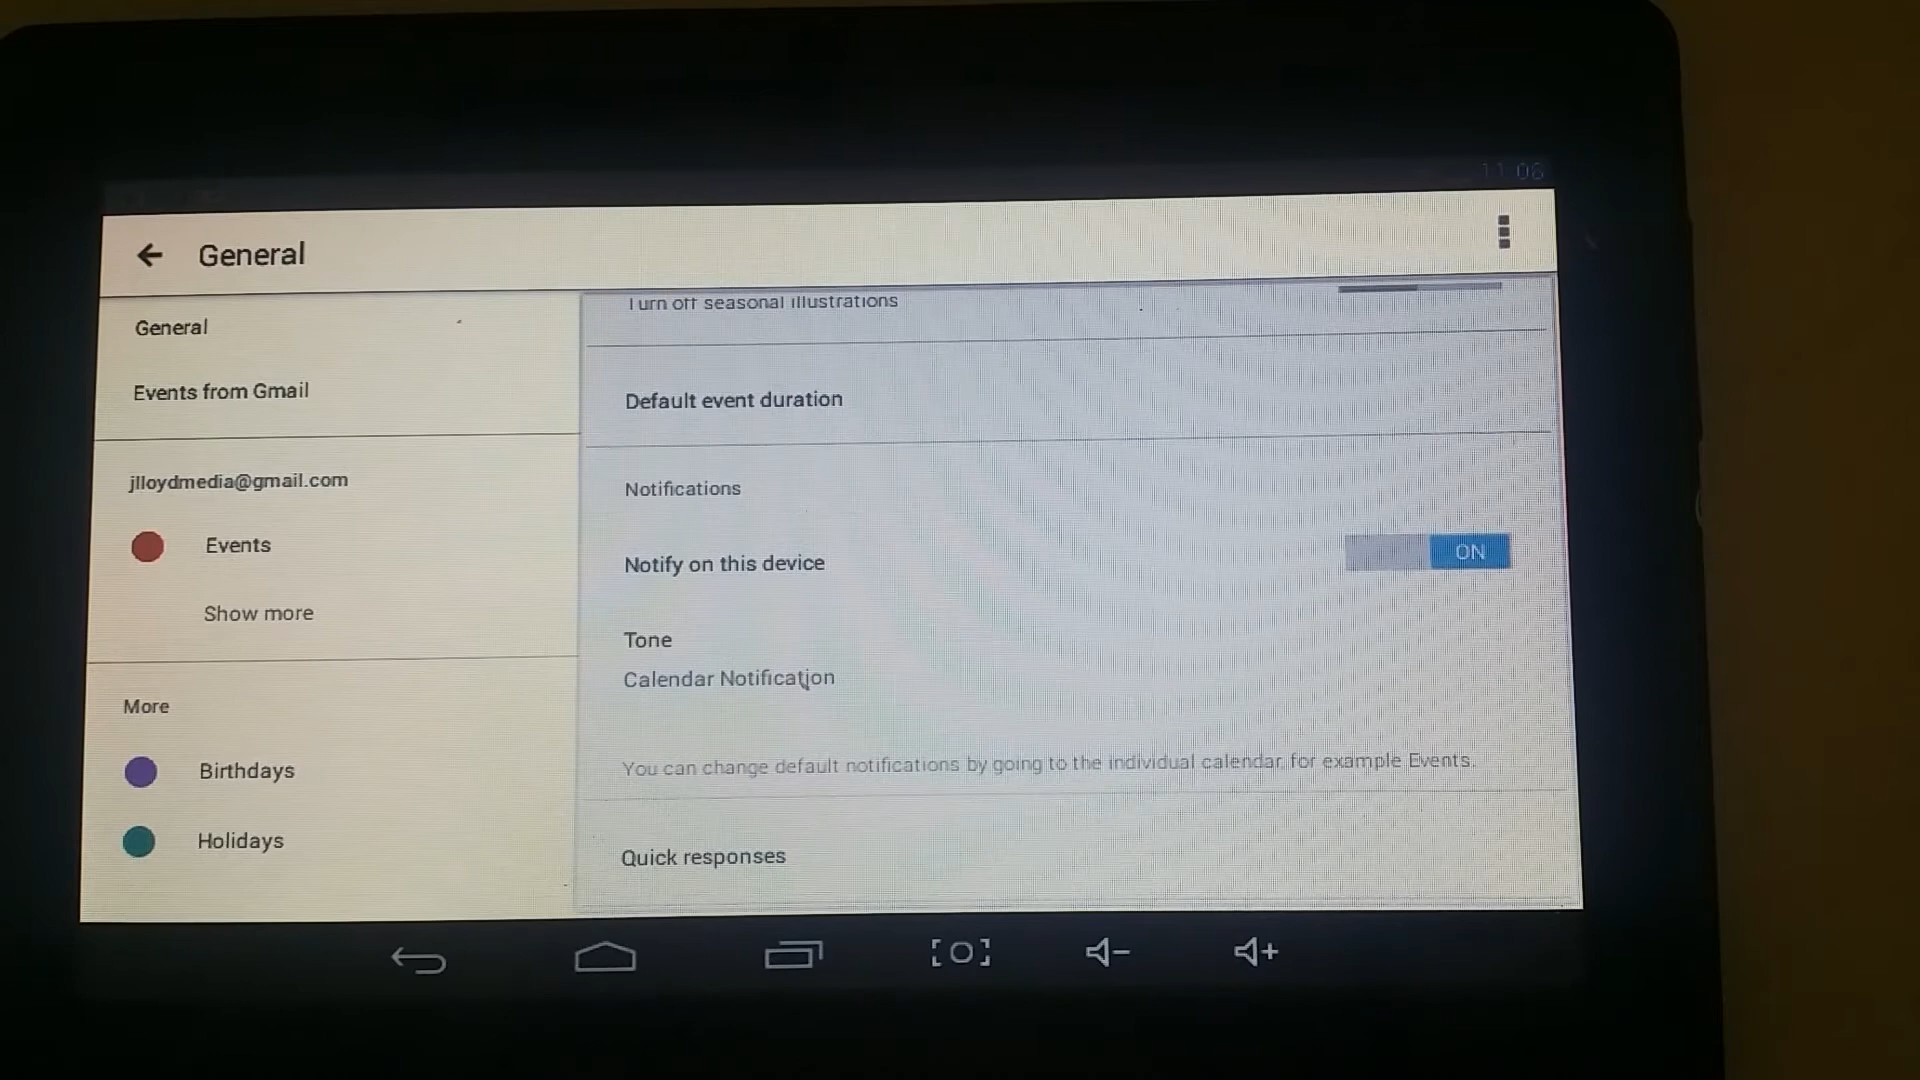 11:06
General
General
Events from Gmail
jlloydmedia@gmail.com
Events
Show more
More
Birthdays
Holidays
Turn off seasonal illustrations
Default event duration
Notifications
Notify on this device
ON
Tone
Calendar Notification
You can change default notifications by going to the individual calendar, for example Events.
Quick responses